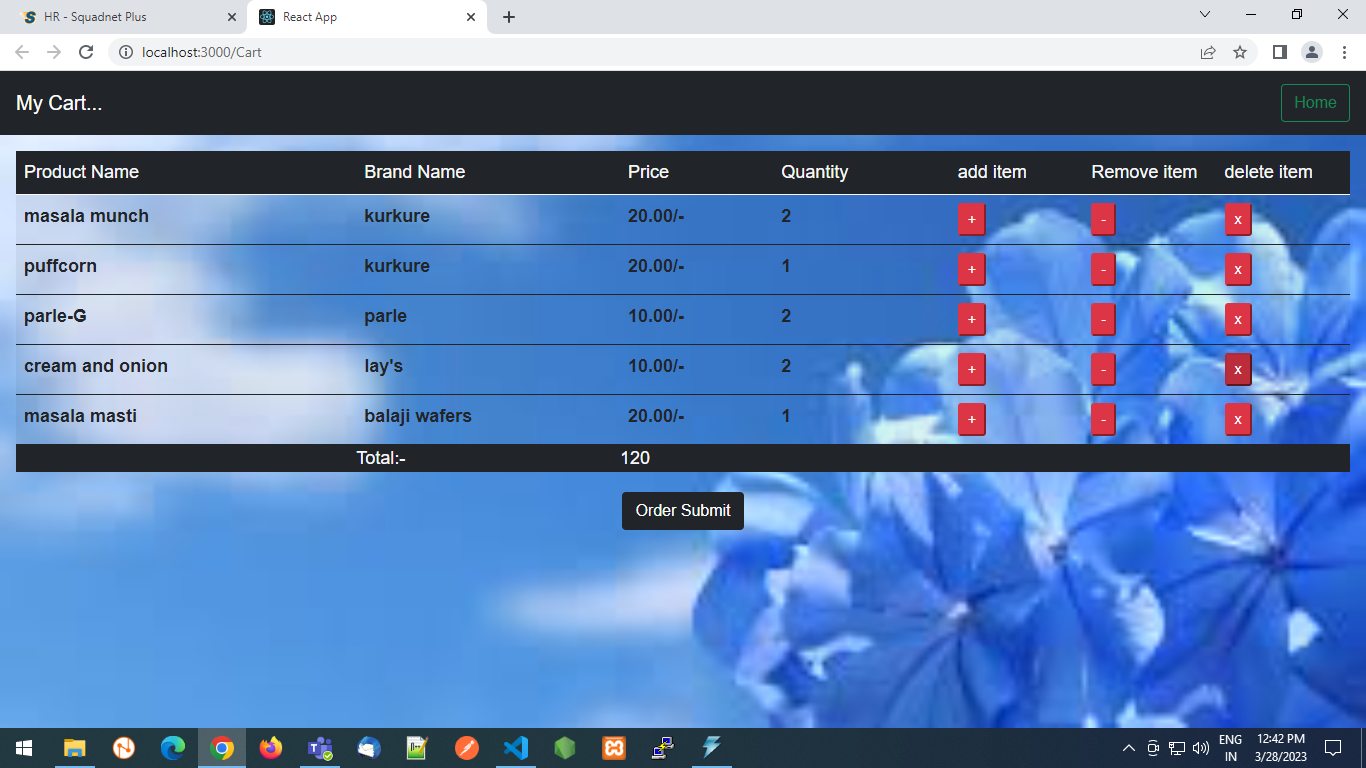 HR - Squadnet Plus
React App
localhost:3000/Cart
My Cart...
Home
Product Name Brand Name Price Quantity add item Remove item delete item
masala munch kurkure 20.00/- 2 + - x
puffcorn kurkure 20.00/- 1 + - x
parle-G parle 10.00/- 2 + - x
cream and onion lay's 10.00/- 2 + - x
masala masti balaji wafers 20.00/- 1 + - x
Total:- 120
Order Submit
ENG
IN
12:42 PM
3/28/2023